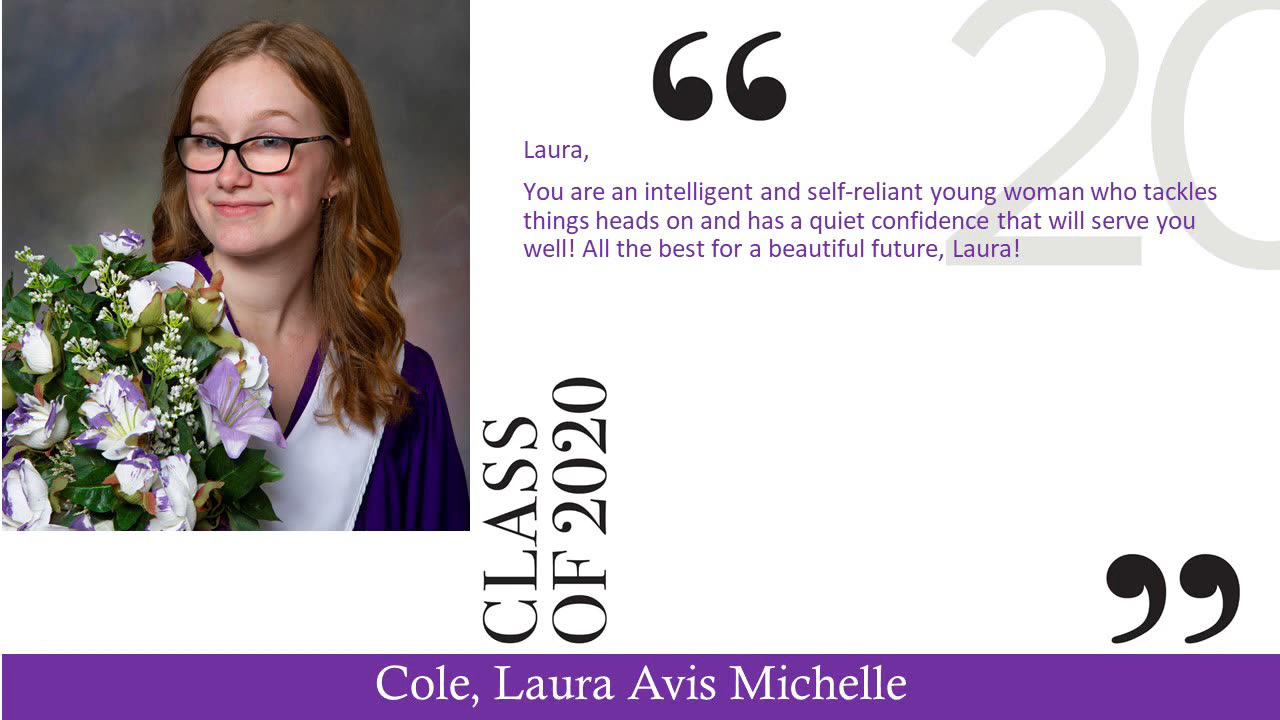 20
“
Laura,
You are an intelligent and self-reliant young woman who tackles
things heads on and has a quiet confidence that will serve you
well! All the best for a beautiful future, Laura!
CLASS
OF 2020
”
Cole, Laura Avis Michelle